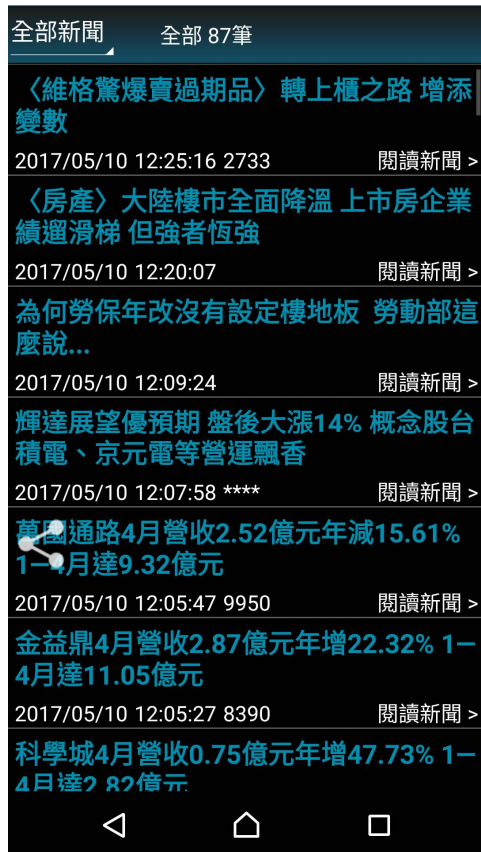 全部新聞 全部 87筆
〈維格驚爆賣過期品〉轉上櫃之路 增添
變數
2017/05/10 12:25:16 2733 閱讀新聞 >
〈房產〉大陸樓市全面降溫 上市房企業
績遛滑梯 但強者恆強
2017/05/10 12:20:07 閱讀新聞 >
為何勞保年改沒有設定樓地板 勞動部這
麼說...
2017/05/10 12:09:24 閱讀新聞 >
輝達展望優預期 盤後大漲14% 概念股台
積電、京元電等營運飄香
2017/05/10 12:07:58 **** 閱讀新聞 >
萬國通路4月營收2.52億元年減15.61%
1—4月達9.32億元
2017/05/10 12:05:47 9950 閱讀新聞 >
金益鼎4月營收2.87億元年增22.32% 1—
4月達11.05億元
2017/05/10 12:05:27 8390 閱讀新聞 >
科學城4月營收0.75億元年增47.73% 1—
4月達2.82億元